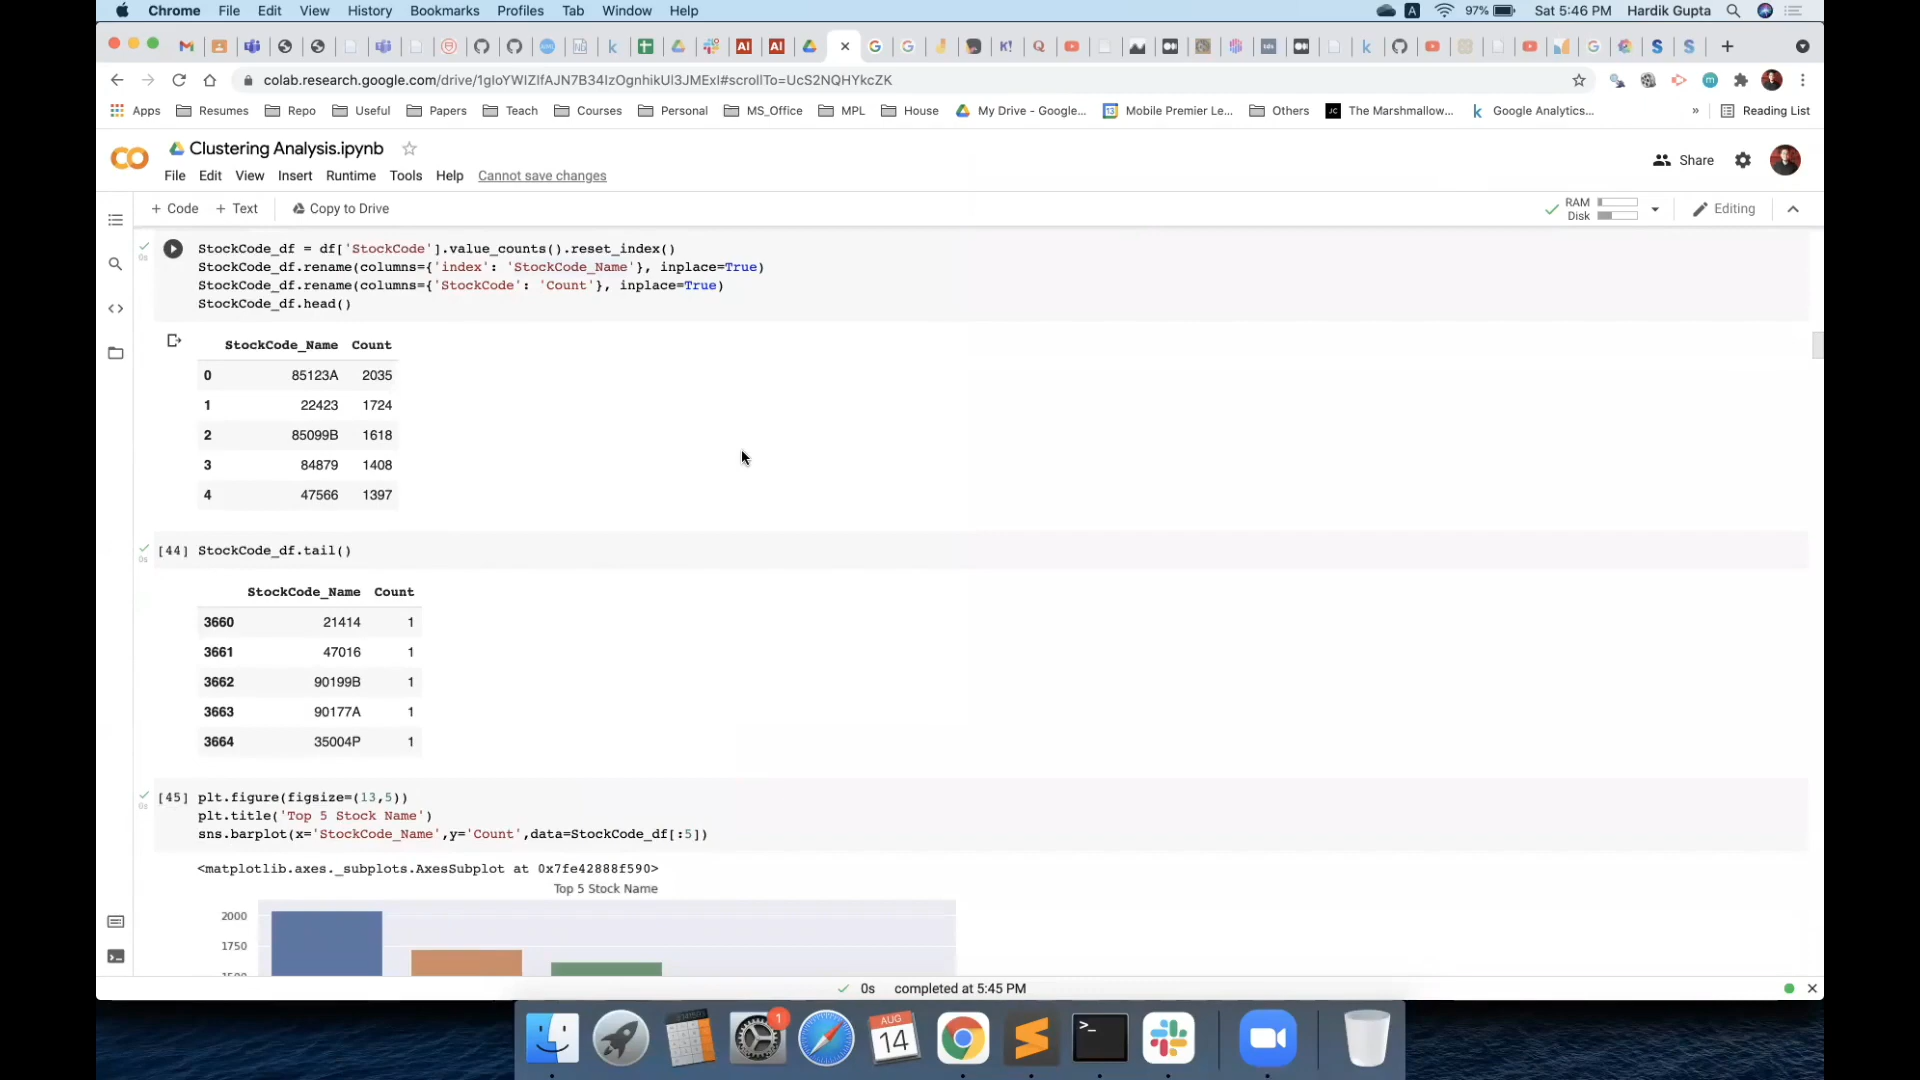 Chrome File Edit View History Bookmarks Profiles Tab Window Help
A 97% Sat 5:46 PM Hardik Gupta
colab.research.google.com/drive/1gIoYWIZlfAJN7B34IzOgnhikUl3JMExI#scrollTo=UcS2NQHYkcZK
Apps Resumes Repo Useful Papers Teach Courses Personal MS_Office MPL House My Drive - Google... Mobile Premier Le... Others The Marshmallow... Google Analytics... » Reading List
Clustering Analysis.ipynb
Share
File Edit View Insert Runtime Tools Help Cannot save changes
+ Code + Text Copy to Drive
RAM
Disk
Editing
StockCode_df = df['StockCode'].value_counts().reset_index()
StockCode_df.rename(columns={'index': 'StockCode_Name'}, inplace=True)
StockCode_df.rename(columns={'StockCode': 'Count'}, inplace=True)
StockCode_df.head()
StockCode_Name Count
0 85123A 2035
1 22423 1724
2 85099B 1618
3 84879 1408
4 47566 1397
[44] StockCode_df.tail()
StockCode_Name Count
3660 21414 1
3661 47016 1
3662 90199B 1
3663 90177A 1
3664 35004P 1
[45] plt.figure(figsize=(13,5))
plt.title('Top 5 Stock Name')
sns.barplot(x='StockCode_Name',y='Count',data=StockCode_df[:5])
<matplotlib.axes._subplots.AxesSubplot at 0x7fe42888f590>
Top 5 Stock Name
2000
1750
0s completed at 5:45 PM
AUG
14
1